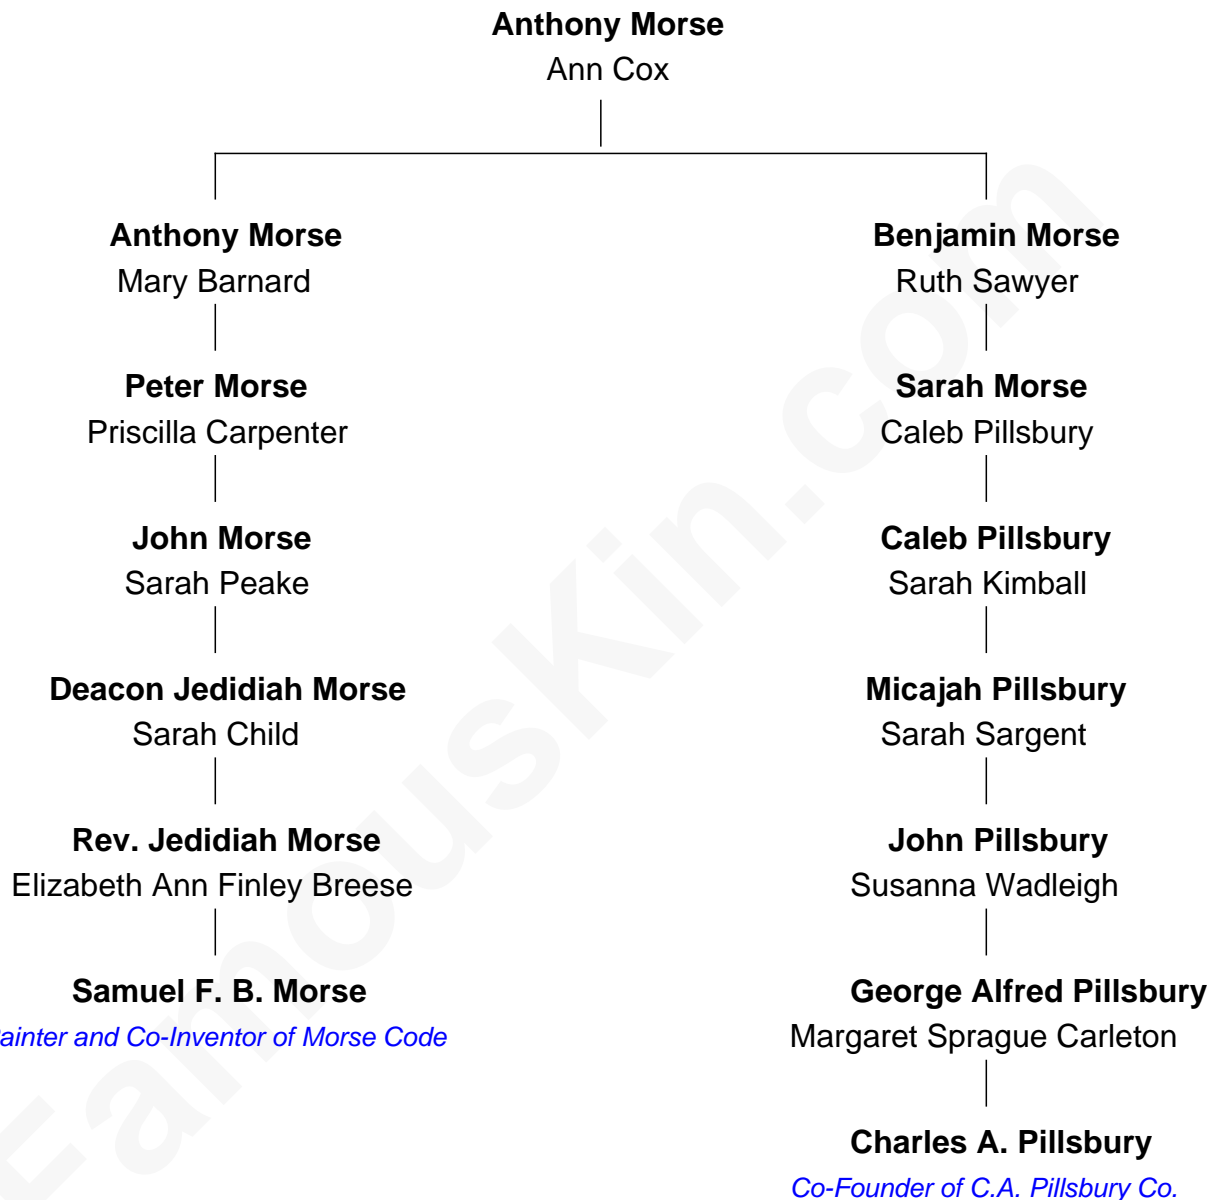 Anthony Morse
Ann Cox
Anthony Morse
Mary Barnard
Peter Morse
Priscilla Carpenter
John Morse
Sarah Peake
Deacon Jedidiah Morse
Sarah Child
Rev. Jedidiah Morse
Elizabeth Ann Finley Breese
Samuel F. B. Morse
ainter and Co-Inventor of Morse Code
Benjamin Morse
Ruth Sawyer
Sarah Morse
Caleb Pillsbury
Caleb Pillsbury
Sarah Kimball
Micajah Pillsbury
Sarah Sargent
John Pillsbury
Susanna Wadleigh
George Alfred Pillsbury
Margaret Sprague Carleton
Charles A. Pillsbury
Co-Founder of C.A. Pillsbury Co.
FamousKin.com